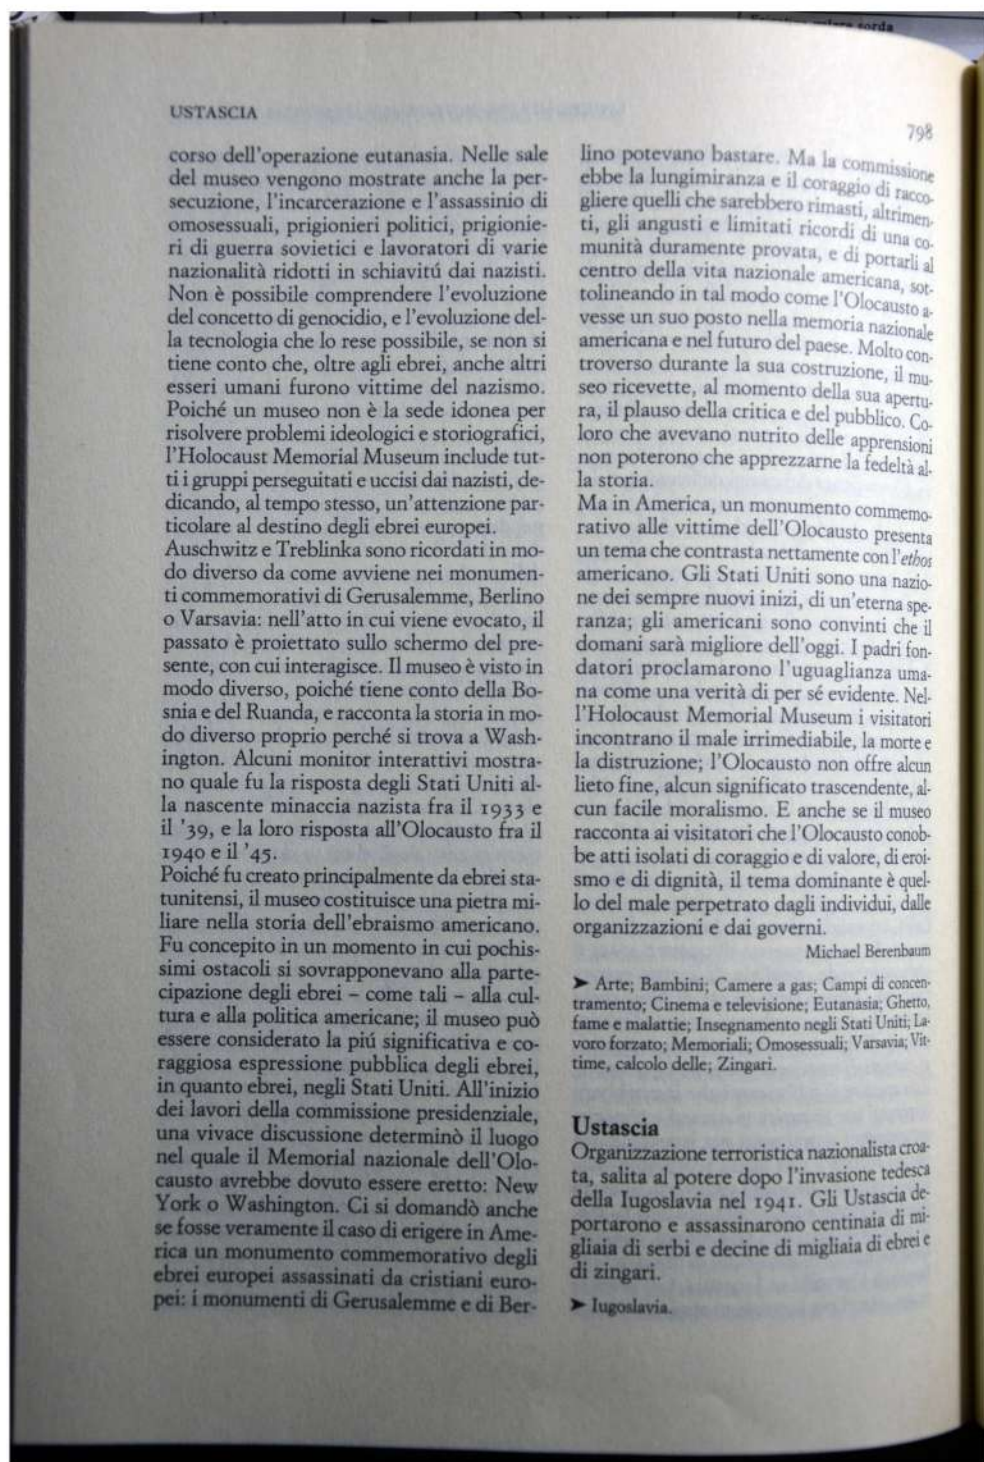 sorda
USTASCIA
798
corso dell'operazione eutanasia. Nelle sale
del museo vengono mostrate anche la per-
secuzione, l'incarcerazione e l'assassinio di
omosessuali, prigionieri politici, prigionie-
ri di guerra sovietici e lavoratori di varie
nazionalità ridotti in schiavitú dai nazisti.
Non è possibile comprendere l'evoluzione
del concetto di genocidio, e l'evoluzione del-
la tecnologia che lo rese possibile, se non si
tiene conto che, oltre agli ebrei, anche altri
esseri umani furono vittime del nazismo.
Poiché un museo non è la sede idonea per
risolvere problemi ideologici e storiografici,
l'Holocaust Memorial Museum include tut-
ti i gruppi perseguitati e uccisi dai nazisti, de-
dicando, al tempo stesso, un'attenzione par-
ticolare al destino degli ebrei europei.
Auschwitz e Treblinka sono ricordati in mo-
do diverso da come avviene nei monumen-
ti commemorativi di Gerusalemme, Berlino
o Varsavia: nell'atto in cui viene evocato, il
passato è proiettato sullo schermo del pre-
sente, con cui interagisce. Il museo è visto in
modo diverso, poiché tiene conto della Bo-
snia e del Ruanda, e racconta la storia in mo-
do diverso proprio perché si trova a Wash-
ington. Alcuni monitor interattivi mostra-
no quale fu la risposta degli Stati Uniti al-
la nascente minaccia nazista fra il 1933 e
il '39, e la loro risposta all'Olocausto fra il
1940 e il '45.
Poiché fu creato principalmente da ebrei sta-
tunitensi, il museo costituisce una pietra mi-
liare nella storia dell'ebraismo americano.
Fu concepito in un momento in cui pochis-
simi ostacoli si sovrapponevano alla parte-
cipazione degli ebrei – come tali – alla cul-
tura e alla politica americane; il museo può
essere considerato la piú significativa e co-
raggiosa espressione pubblica degli ebrei,
in quanto ebrei, negli Stati Uniti. All'inizio
dei lavori della commissione presidenziale,
una vivace discussione determinò il luogo
nel quale il Memorial nazionale dell'Olo-
causto avrebbe dovuto essere eretto: New
York o Washington. Ci si domandò anche
se fosse veramente il caso di erigere in Ame-
rica un monumento commemorativo degli
ebrei europei assassinati da cristiani euro-
pei: i monumenti di Gerusalemme e di Ber-
lino potevano bastare. Ma la commissione
ebbe la lungimiranza e il coraggio di racco-
gliere quelli che sarebbero rimasti, altrimen-
ti, gli angusti e limitati ricordi di una co-
munità duramente provata, e di portarli al
centro della vita nazionale americana, sot-
tolineando in tal modo come l'Olocausto a-
vesse un suo posto nella memoria nazionale
americana e nel futuro del paese. Molto con-
troverso durante la sua costruzione, il mu-
seo ricevette, al momento della sua apertu-
ra, il plauso della critica e del pubblico. Co-
loro che avevano nutrito delle apprensioni
non poterono che apprezzarne la fedeltà al-
la storia.
Ma in America, un monumento commemo-
rativo alle vittime dell'Olocausto presenta
un tema che contrasta nettamente con l'ethos
americano. Gli Stati Uniti sono una nazio-
ne dei sempre nuovi inizi, di un'eterna spe-
ranza; gli americani sono convinti che il
domani sarà migliore dell'oggi. I padri fon-
datori proclamarono l'uguaglianza uma-
na come una verità di per sé evidente. Nel-
l'Holocaust Memorial Museum i visitatori
incontrano il male irrimediabile, la morte e
la distruzione; l'Olocausto non offre alcun
lieto fine, alcun significato trascendente, al-
cun facile moralismo. E anche se il museo
racconta ai visitatori che l'Olocausto conob-
be atti isolati di coraggio e di valore, di eroi-
smo e di dignità, il tema dominante è quel-
lo del male perpetrato dagli individui, dalle
organizzazioni e dai governi.
Michael Berenbaum
➤ Arte; Bambini; Camere a gas; Campi di concen-
tramento; Cinema e televisione; Eutanasia; Ghetto,
fame e malattie; Insegnamento negli Stati Uniti; La-
voro forzato; Memoriali; Omosessuali; Varsavia; Vit-
time, calcolo delle; Zingari.
Ustascia
Organizzazione terroristica nazionalista croa-
ta, salita al potere dopo l'invasione tedesca
della Iugoslavia nel 1941. Gli Ustascia de-
portarono e assassinarono centinaia di mi-
gliaia di serbi e decine di migliaia di ebrei e
di zingari.
➤ Iugoslavia.